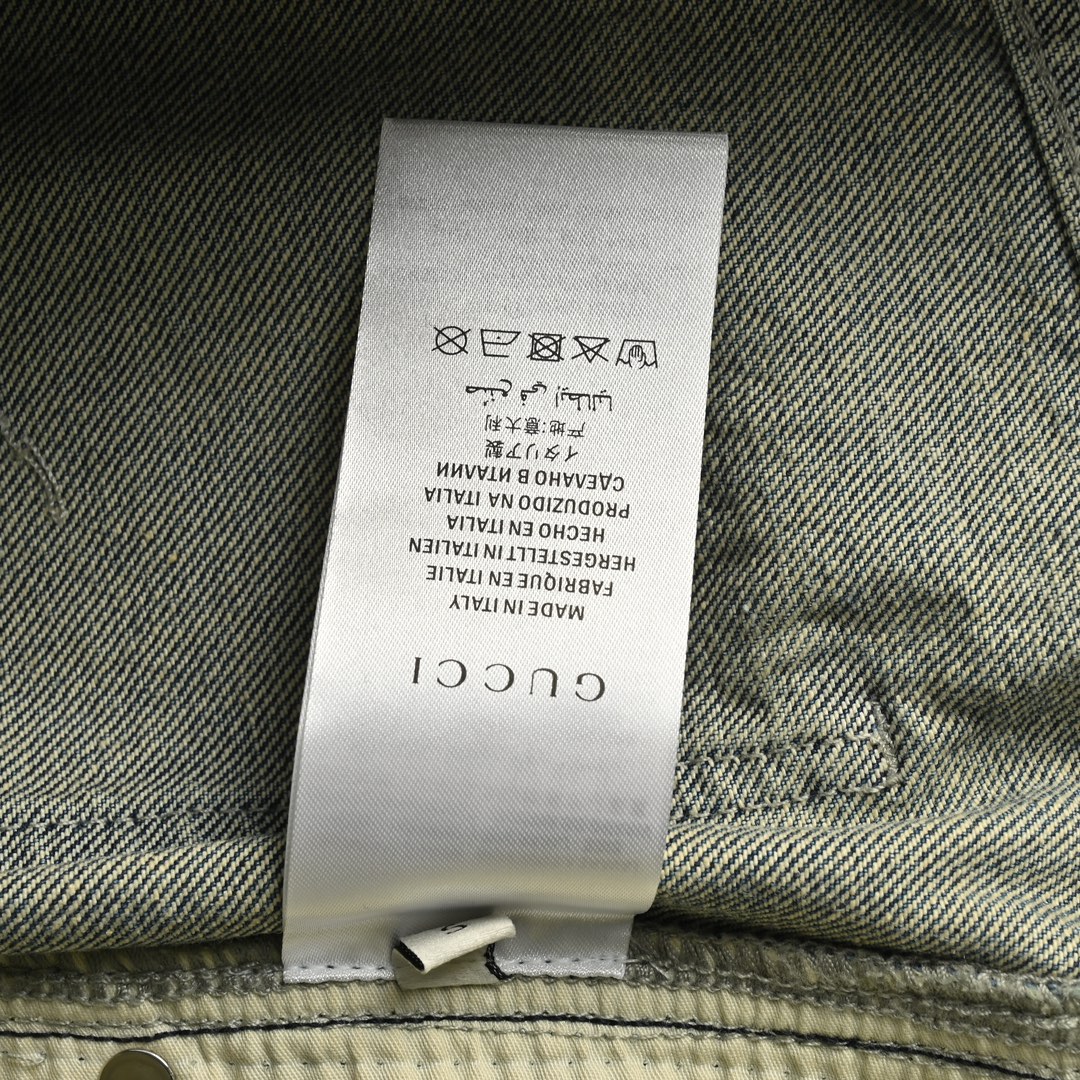 GUCCI
MADE IN ITALY
FABRIQUE EN ITALIE
HERGESTELLT IN ITALIEN
HECHO EN ITALIA
PRODUZIDO NA ITALIA
СДЕЛАНО В ИТАЛИИ
イタリア製
产地:意大利
صنع في إيطاليا
S